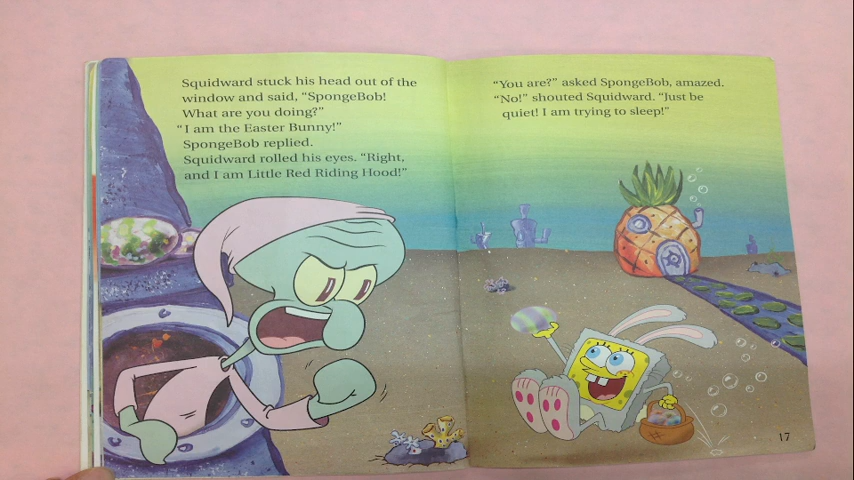 Squidward stuck his head out of the
window and said, “SpongeBob!
What are you doing?”
“I am the Easter Bunny!”
SpongeBob replied.
Squidward rolled his eyes. “Right,
and I am Little Red Riding Hood!”
“You are?” asked SpongeBob, amazed.
“No!” shouted Squidward. “Just be
quiet! I am trying to sleep!”
17